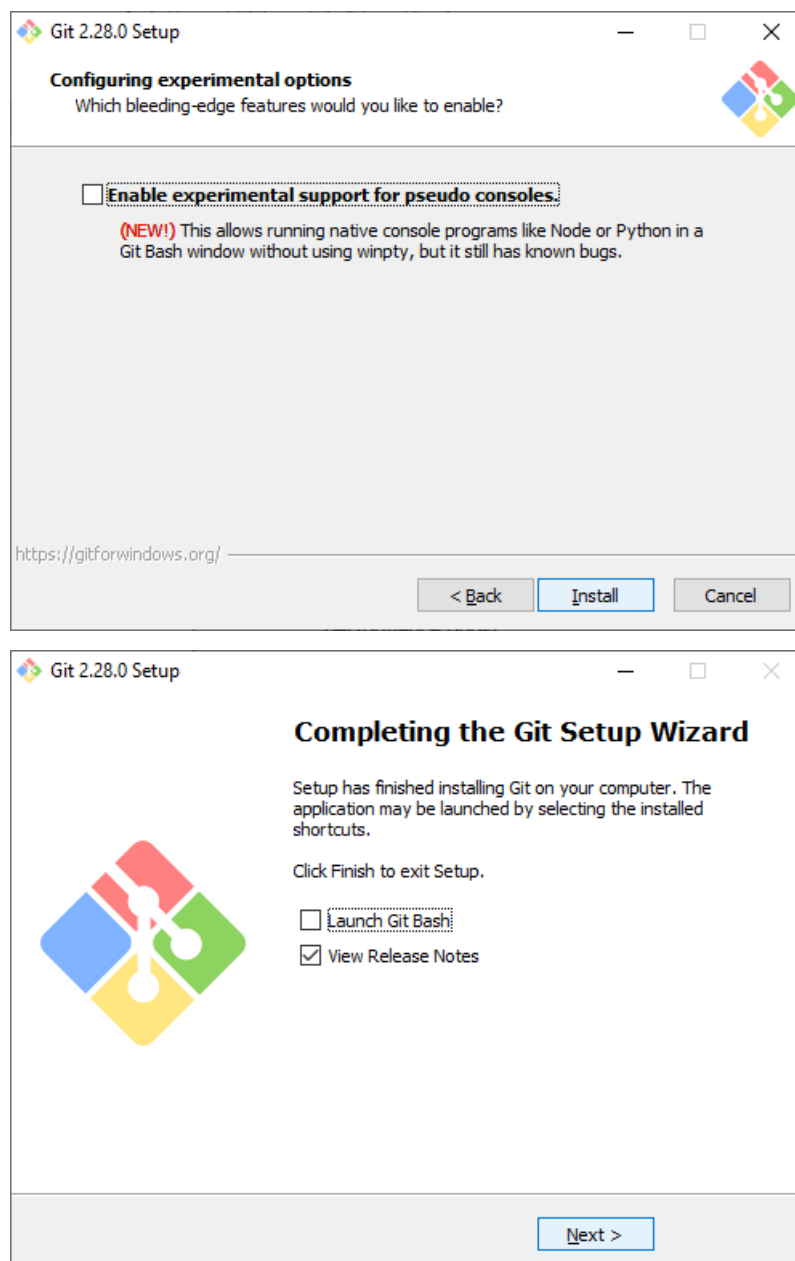 Git 2.28.0 Setup
Configuring experimental options
Which bleeding-edge features would you like to enable?
Enable experimental support for pseudo consoles.
(NEW!) This allows running native console programs like Node or Python in a
Git Bash window without using winpty, but it still has known bugs.
https://gitforwindows.org/
< Back
Install
Cancel
Git 2.28.0 Setup
Completing the Git Setup Wizard
Setup has finished installing Git on your computer. The
application may be launched by selecting the installed
shortcuts.
Click Finish to exit Setup.
Launch Git Bash
View Release Notes
Next >